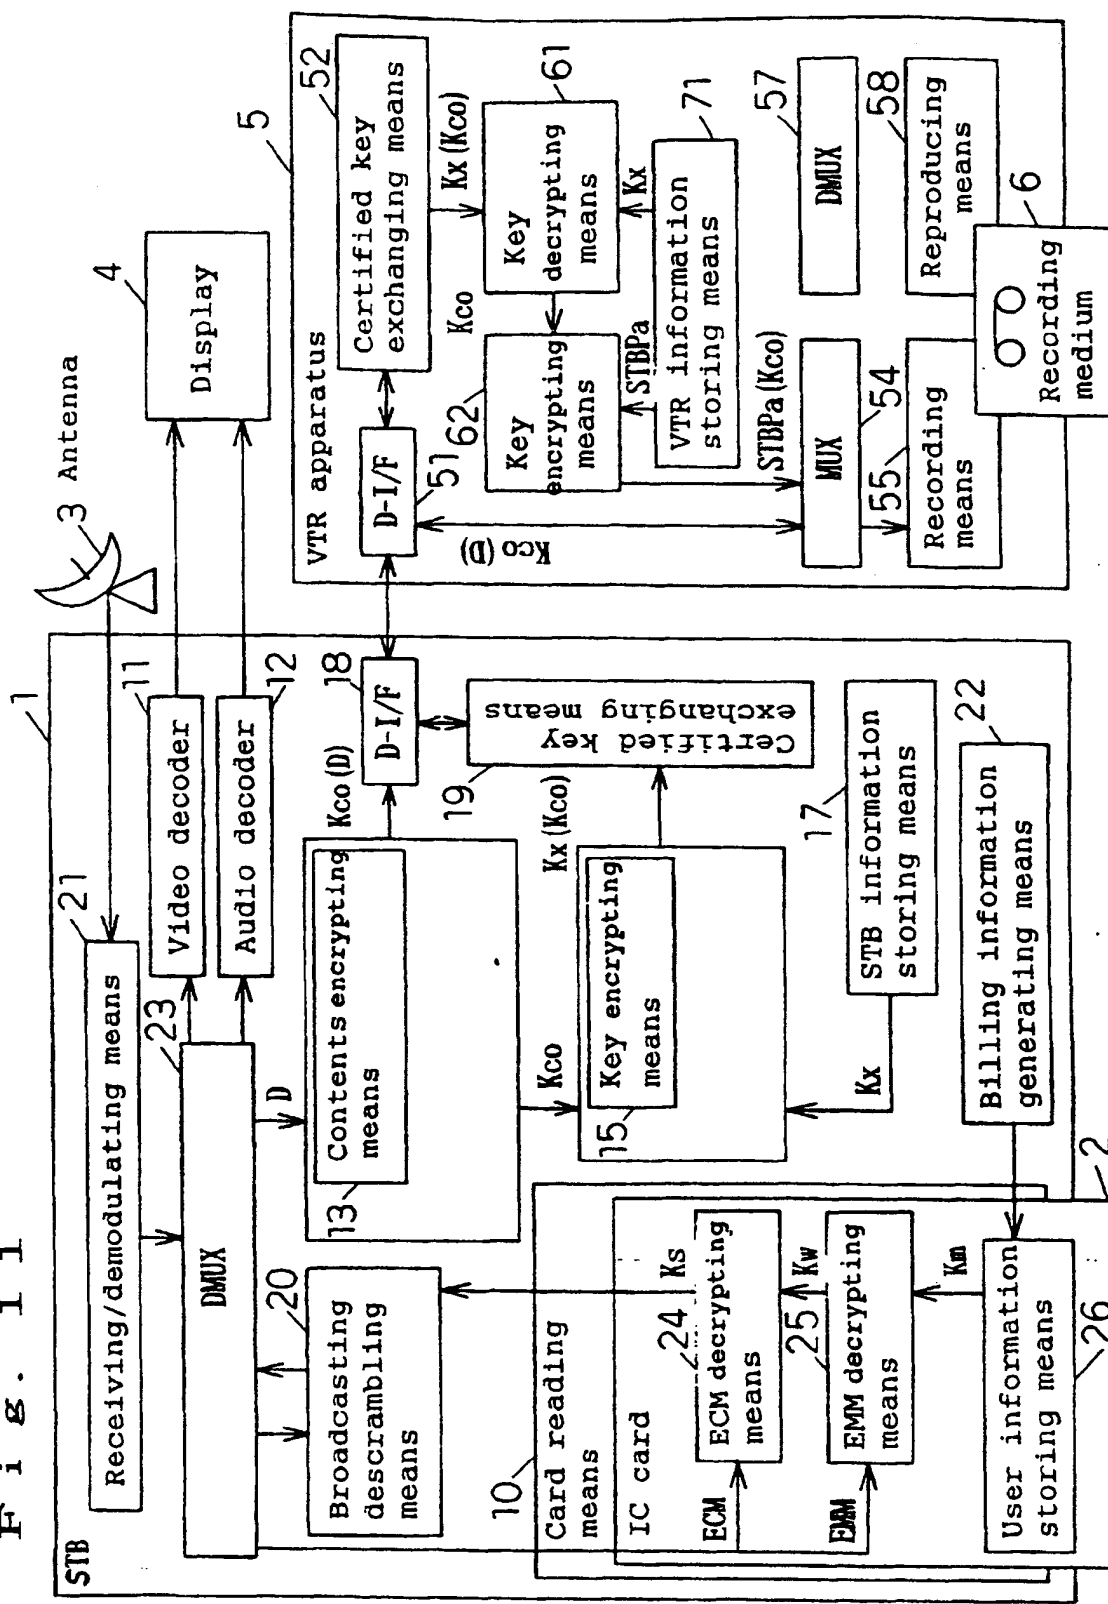 Fig. 11
STB
1
Receiving/demodulating means
21
3
Antenna
DMUX
23
Video decoder
11
Audio decoder
12
Display
4
Broadcasting
descrambling
means
20
D
Contents encrypting
means
13
Kco (D)
D-I/F
18
Kco
Key encrypting
means
15
Kx (Kco)
Certified key
exchanging means
19
Kx
STB information
storing means
17
Billing information
generating means
22
Card reading
means
10
IC card
2
ECM
ECM decrypting
means
24
Ks
EMM
EMM decrypting
means
25
Kw
Km
User information
storing means
26
VTR apparatus
5
D-I/F
51
Certified key
exchanging means
52
Kx (Kco)
Kco
Key
encrypting
means
62
Key
decrypting
means
61
STBPa
Kx
VTR information
storing means
71
Kco (D)
STBPa (Kco)
MUX
54
DMUX
57
Recording
means
55
Reproducing
means
58
Recording
medium
6